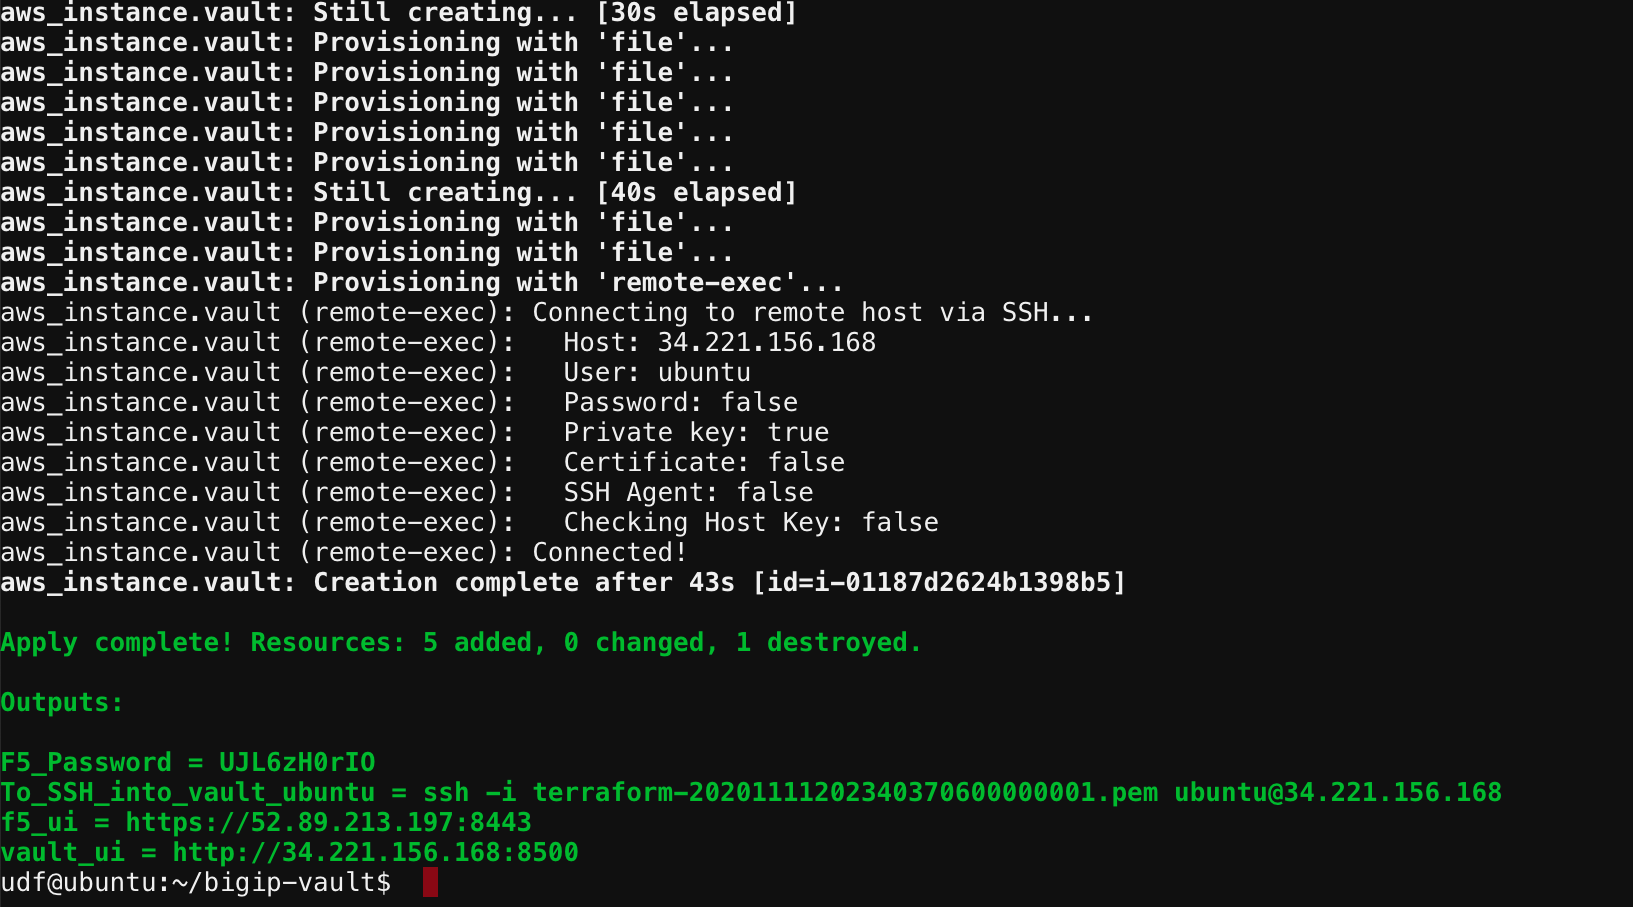 aws_instance.vault: Still creating... [30s elapsed]
aws_instance.vault: Provisioning with 'file'...
aws_instance.vault: Provisioning with 'file'...
aws_instance.vault: Provisioning with 'file'...
aws_instance.vault: Provisioning with 'file'...
aws_instance.vault: Provisioning with 'file'...
aws_instance.vault: Still creating... [40s elapsed]
aws_instance.vault: Provisioning with 'file'...
aws_instance.vault: Provisioning with 'file'...
aws_instance.vault: Provisioning with 'remote-exec'...
aws_instance.vault (remote-exec): Connecting to remote host via SSH...
aws_instance.vault (remote-exec):   Host: 34.221.156.168
aws_instance.vault (remote-exec):   User: ubuntu
aws_instance.vault (remote-exec):   Password: false
aws_instance.vault (remote-exec):   Private key: true
aws_instance.vault (remote-exec):   Certificate: false
aws_instance.vault (remote-exec):   SSH Agent: false
aws_instance.vault (remote-exec):   Checking Host Key: false
aws_instance.vault (remote-exec): Connected!
aws_instance.vault: Creation complete after 43s [id=i-01187d2624b1398b5]
Apply complete! Resources: 5 added, 0 changed, 1 destroyed.
Outputs:
F5_Password = UJL6zH0rIO
To_SSH_into_vault_ubuntu = ssh -i terraform-20201111202340370600000001.pem ubuntu@34.221.156.168
f5_ui = https://52.89.213.197:8443
vault_ui = http://34.221.156.168:8500
udf@ubuntu:~/bigip-vault$